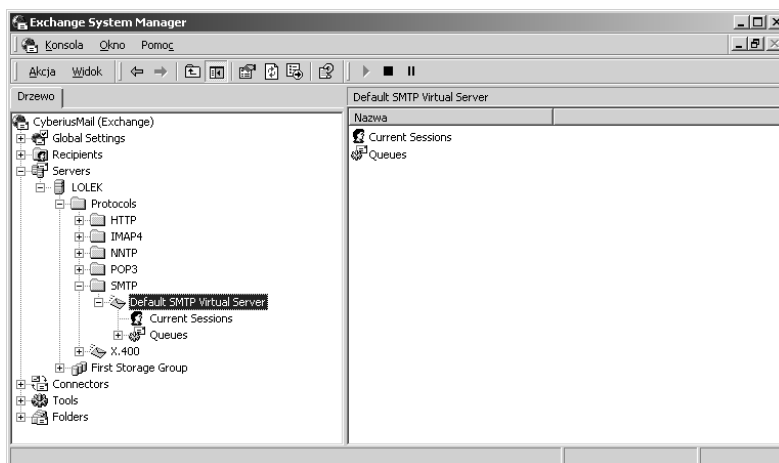 Exchange System Manager
Konsola Okno Pomoc
Akcja Widok
Drzewo
Default SMTP Virtual Server
CyberiusMail (Exchange)
Global Settings
Recipients
Servers
LOLEK
Protocols
HTTP
IMAP4
NNTP
POP3
SMTP
Default SMTP Virtual Server
Current Sessions
Queues
X.400
First Storage Group
Connectors
Tools
Folders
Nazwa
Current Sessions
Queues